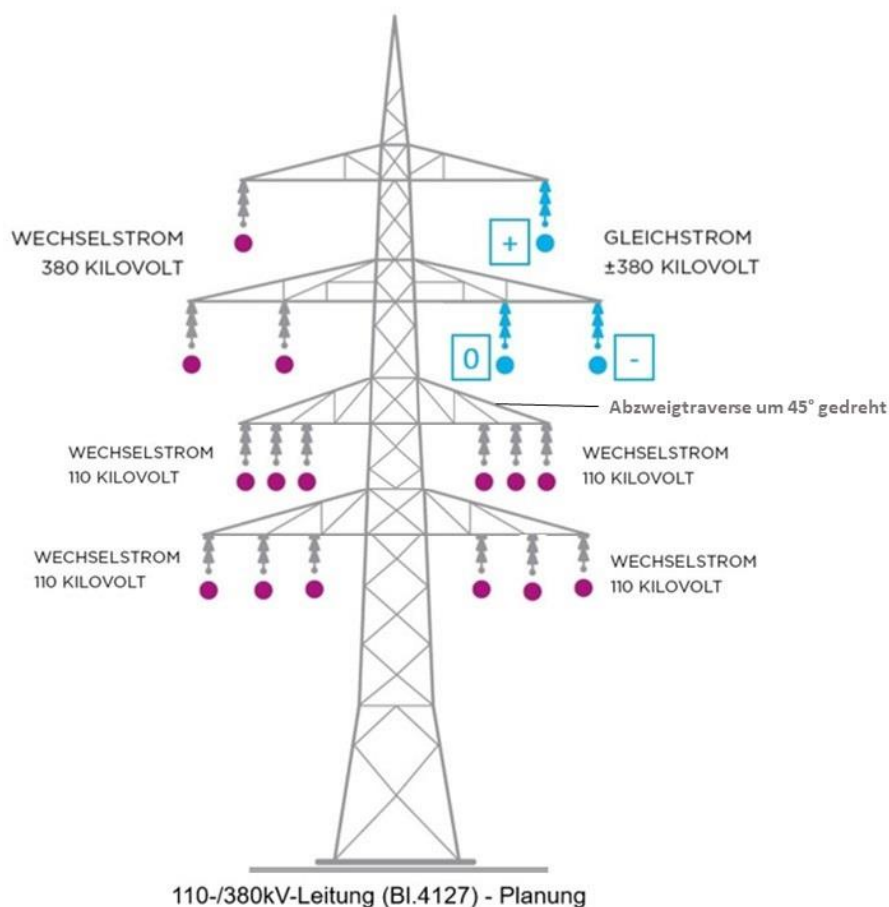 WECHSELSTROM
380 KILOVOLT
+
GLEICHSTROM
±380 KILOVOLT
0
-
Abzweigtraverse um 45° gedreht
WECHSELSTROM
110 KILOVOLT
WECHSELSTROM
110 KILOVOLT
WECHSELSTROM
110 KILOVOLT
WECHSELSTROM
110 KILOVOLT
110-/380kV-Leitung (Bl.4127) - Planung